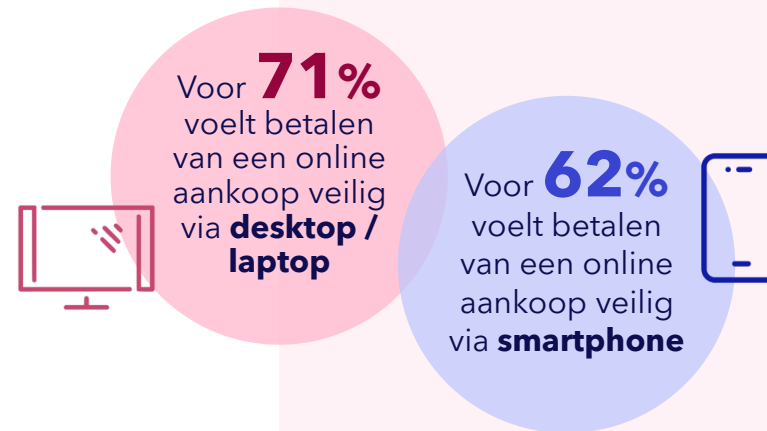 Voor 71%
voelt betalen
van een online
aankoop veilig
via desktop /
laptop
Voor 62%
voelt betalen
van een online
aankoop veilig
via smartphone